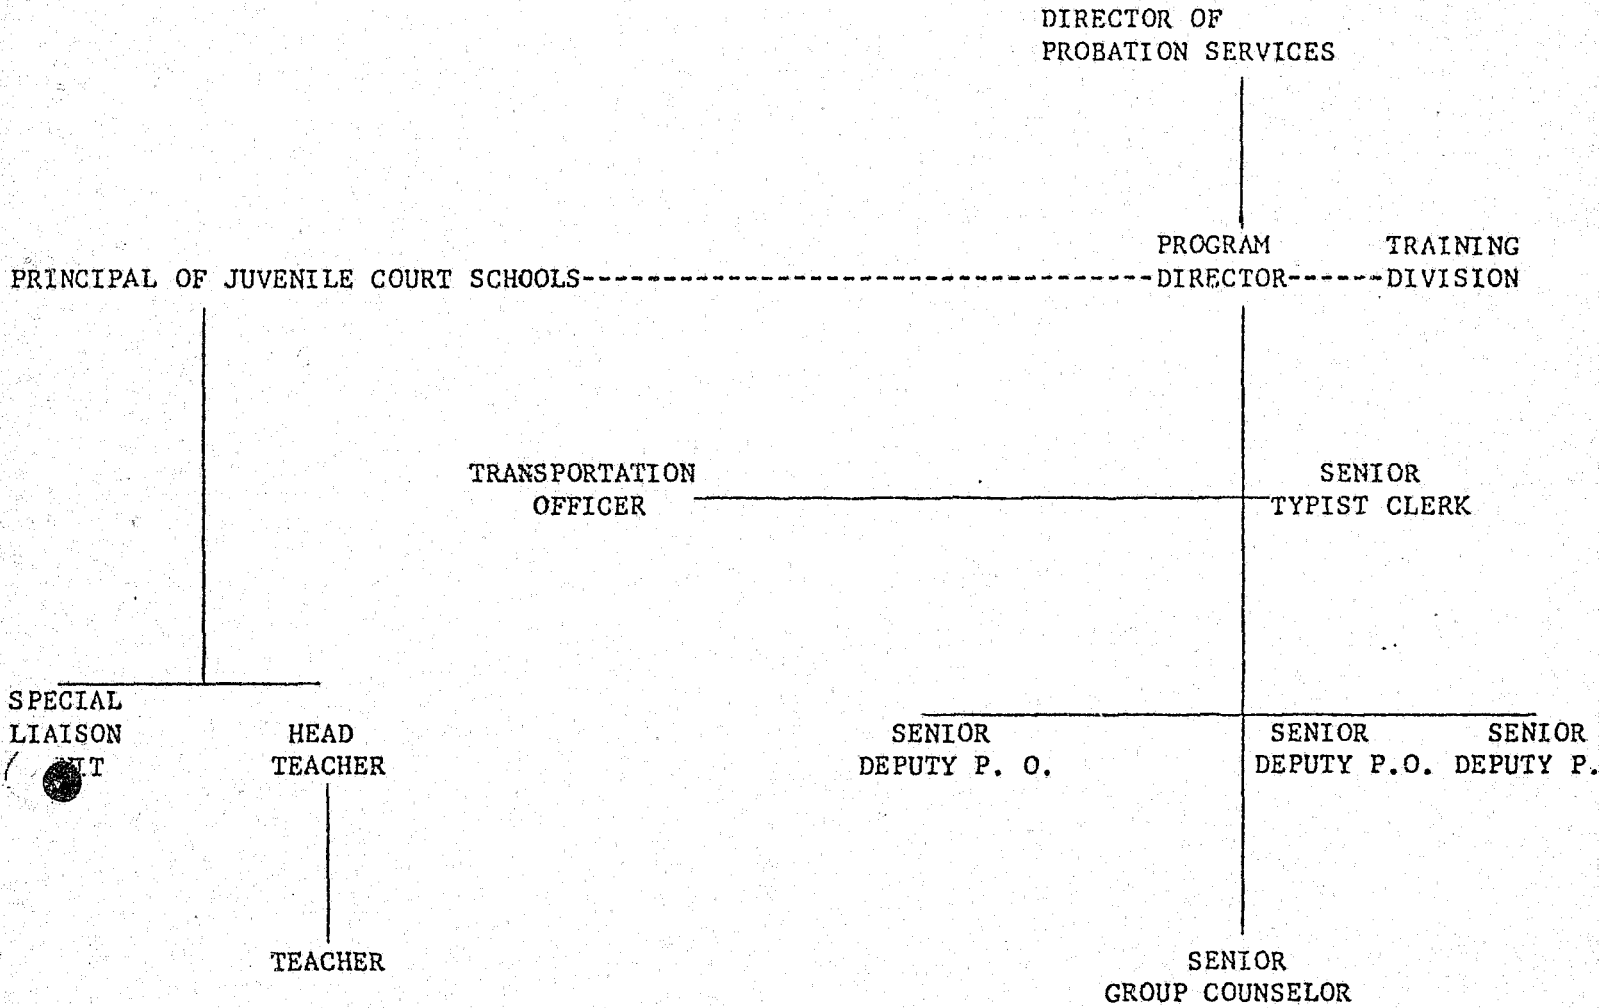 DIRECTOR OF
PROBATION SERVICES
PROGRAM
DIRECTOR
TRAINING
DIVISION
PRINCIPAL OF JUVENILE COURT SCHOOLS
TRANSPORTATION
OFFICER
SENIOR
TYPIST CLERK
SPECIAL
LIAISON
HEAD
TEACHER
SENIOR
DEPUTY P. O.
SENIOR
DEPUTY P.O.
SENIOR
DEPUTY P.
TEACHER
SENIOR
GROUP COUNSELOR